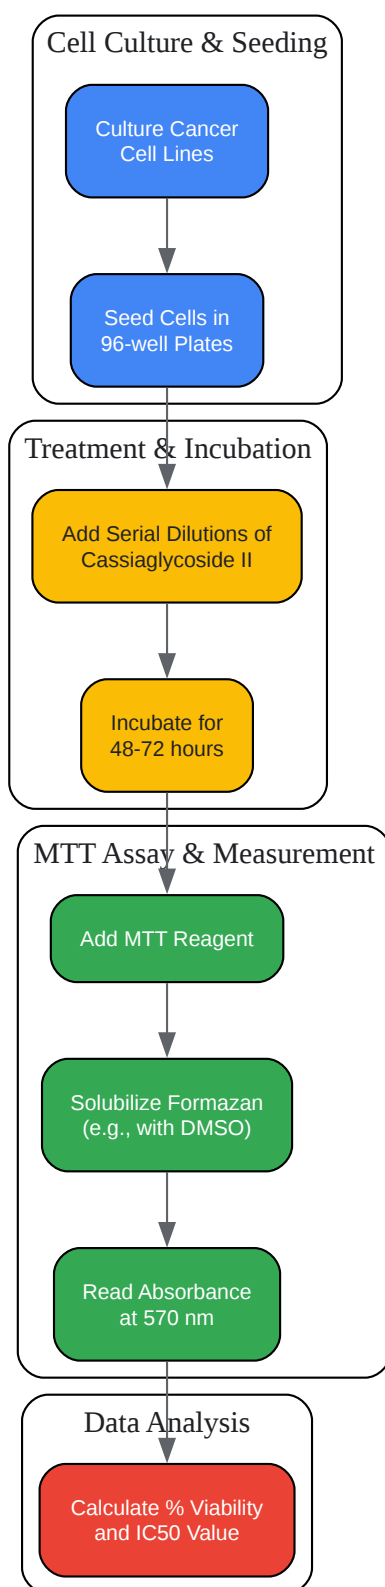 Cell Culture & Seeding
Culture Cancer
Cell Lines
Seed Cells in
96-well Plates
Treatment & Incubation
Add Serial Dilutions of
Cassiaglycoside II
Incubate for
48-72 hours
MTT Assay & Measurement
Add MTT Reagent
Solubilize Formazan
(e.g., with DMSO)
Read Absorbance
at 570 nm
Data Analysis
Calculate % Viability
and IC50 Value